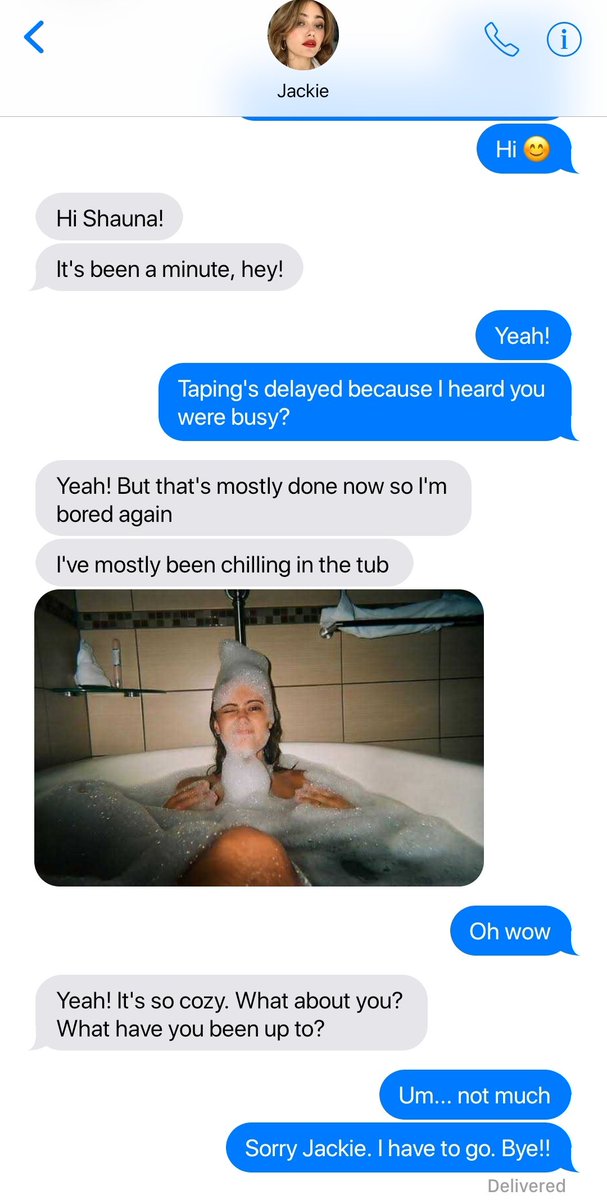 Jackie
Hi 😊
Hi Shauna!
It's been a minute, hey!
Yeah!
Taping's delayed because I heard you
were busy?
Yeah! But that's mostly done now so I'm
bored again
I've mostly been chilling in the tub
Oh wow
Yeah! It's so cozy. What about you?
What have you been up to?
Um... not much
Sorry Jackie. I have to go. Bye!!
Delivered